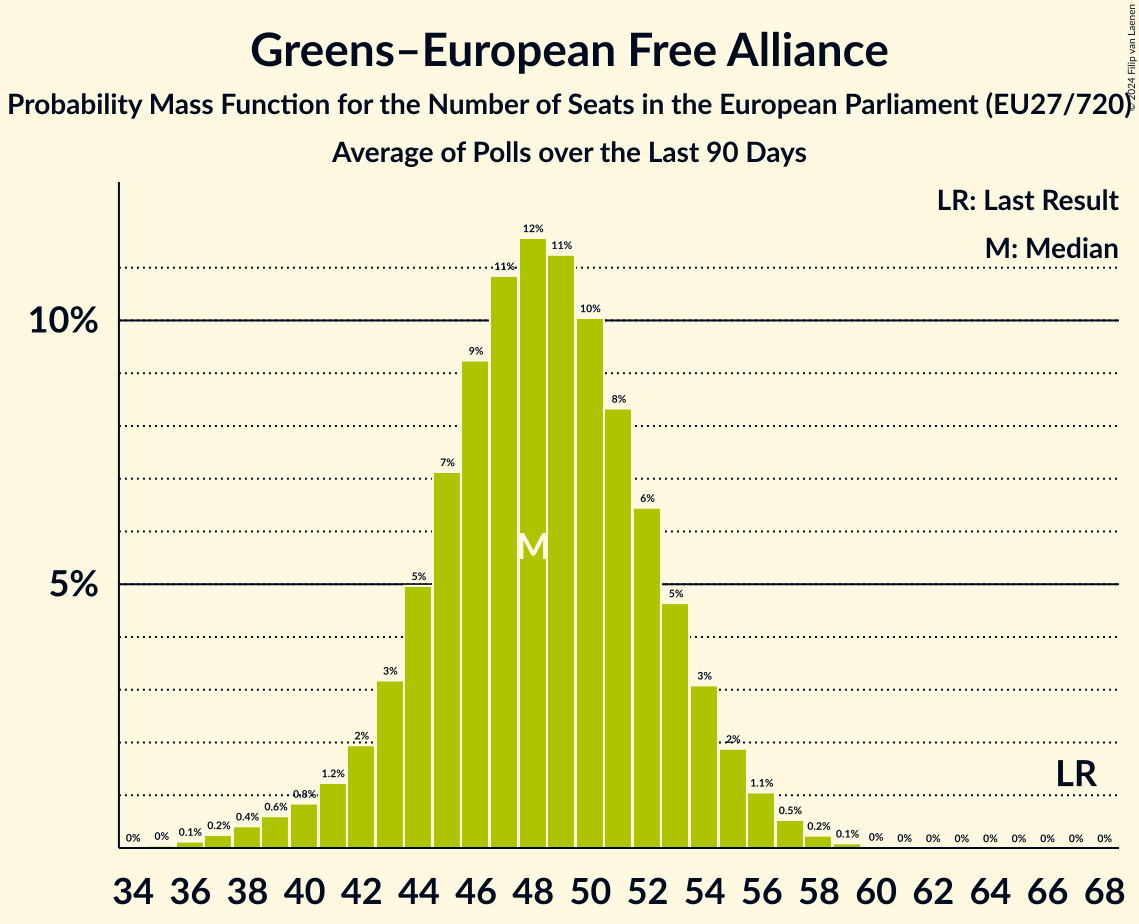 © 2024 Filip van Laenen
Greens–European Free Alliance
Probability Mass Function for the Number of Seats in the European Parliament (EU27/720)
Average of Polls over the Last 90 Days
LR: Last Result
M: Median
10%
5%
0% 0% 0.1% 0.2% 0.4% 0.6% 0.8% 1.2% 2% 3% 5% 7% 9% 11% 12% 11% 10% 8% 6% 5% 3% 2% 1.1% 0.5% 0.2% 0.1% 0% 0% 0% 0% 0% 0% 0% 0% 0%
M
LR
34 36 38 40 42 44 46 48 50 52 54 56 58 60 62 64 66 68